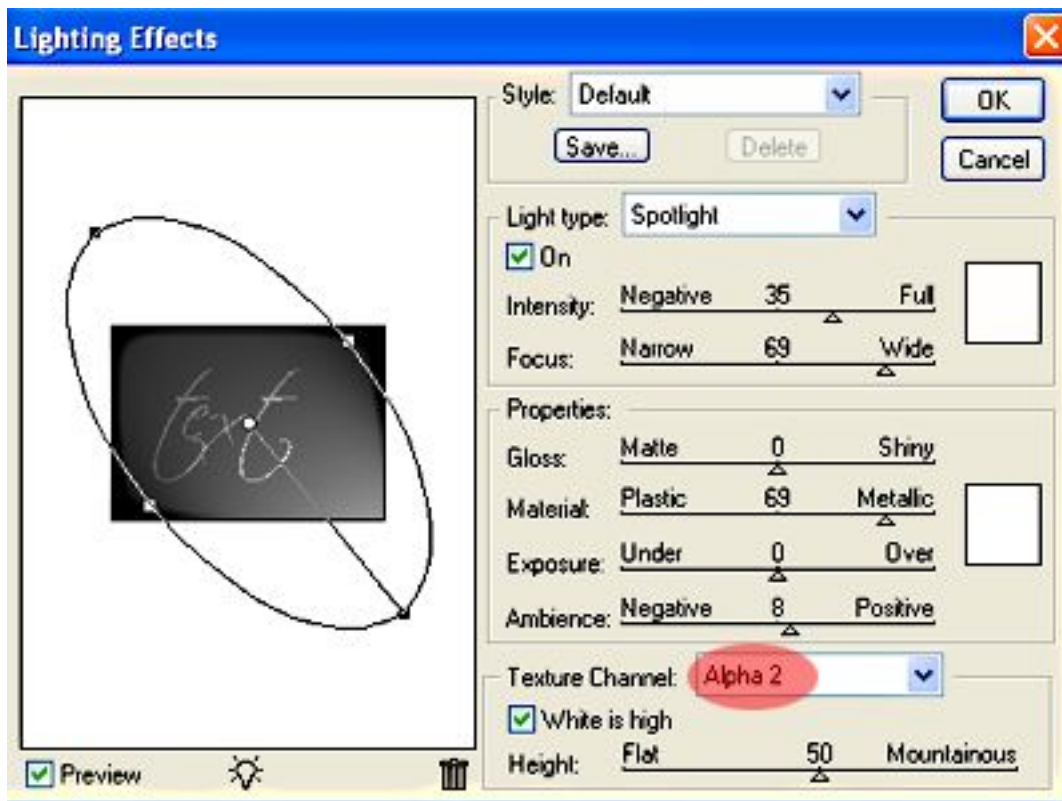 Lighting Effects
Style: Default
OK
Save...
Delete
Cancel
Light type: Spotlight
On
Intensity: Negative 35 Full
Focus: Narrow 69 Wide
text
Properties:
Gloss: Matte 0 Shiny
Material: Plastic 69 Metallic
Exposure: Under 0 Over
Ambience: Negative 8 Positive
Texture Channel: Alpha 2
White is high
Height: Flat 50 Mountainous
Preview